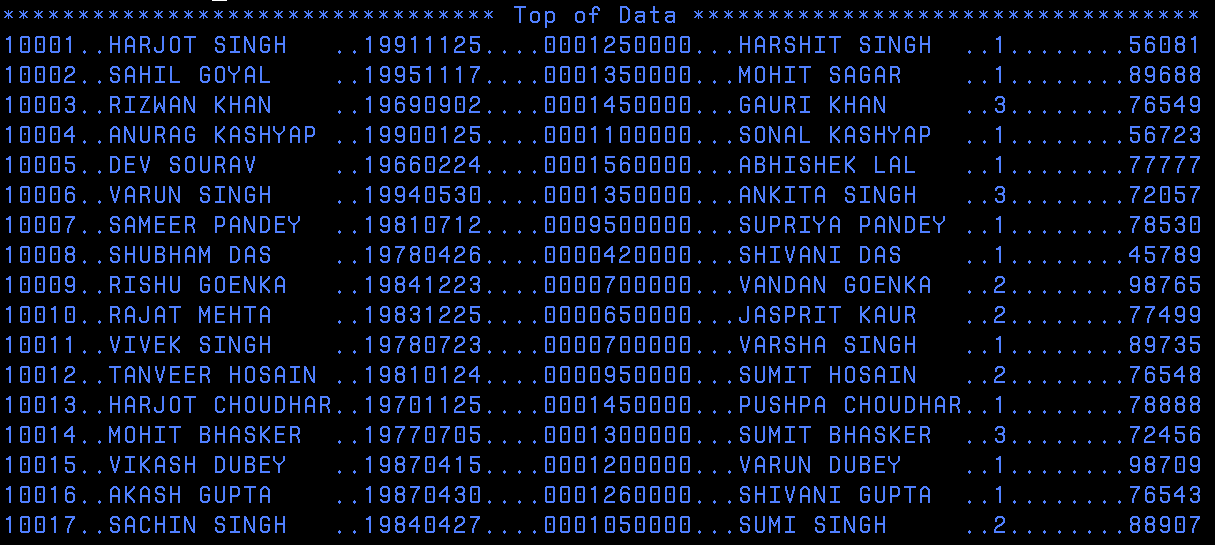 ********************************* Top of Data **********************************
10001..HARJOT SINGH   ..19911125....0001250000...HARSHIT SINGH  ..1........56081
10002..SAHIL GOYAL    ..19951117....0001350000...MOHIT SAGAR    ..1........89688
10003..RIZWAN KHAN    ..19690902....0001450000...GAURI KHAN     ..3........76549
10004..ANURAG KASHYAP ..19900125....0001100000...SONAL KASHYAP  ..1........56723
10005..DEV SOURAV     ..19660224....0001560000...ABHISHEK LAL   ..1........77777
10006..VARUN SINGH    ..19940530....0001350000...ANKITA SINGH   ..3........72057
10007..SAMEER PANDEY  ..19810712....0009500000...SUPRIYA PANDEY ..1........78530
10008..SHUBHAM DAS    ..19780426....0000420000...SHIVANI DAS    ..1........45789
10009..RISHU GOENKA   ..19841223....0000700000...VANDAN GOENKA  ..2........98765
10010..RAJAT MEHTA    ..19831225....0000650000...JASPRIT KAUR   ..2........77499
10011..VIVEK SINGH    ..19780723....0000700000...VARSHA SINGH   ..1........89735
10012..TANVEER HOSAIN ..19810124....0000950000...SUMIT HOSAIN   ..2........76548
10013..HARJOT CHOUDHAR..19701125....0001450000...PUSHPA CHOUDHAR..1........78888
10014..MOHIT BHASKER  ..19770705....0001300000...SUMIT BHASKER  ..3........72456
10015..VIKASH DUBEY   ..19870415....0001200000...VARUN DUBEY    ..1........98709
10016..AKASH GUPTA    ..19870430....0001260000...SHIVANI GUPTA  ..1........76543
10017..SACHIN SINGH   ..19840427....0001050000...SUMI SINGH     ..2........88907